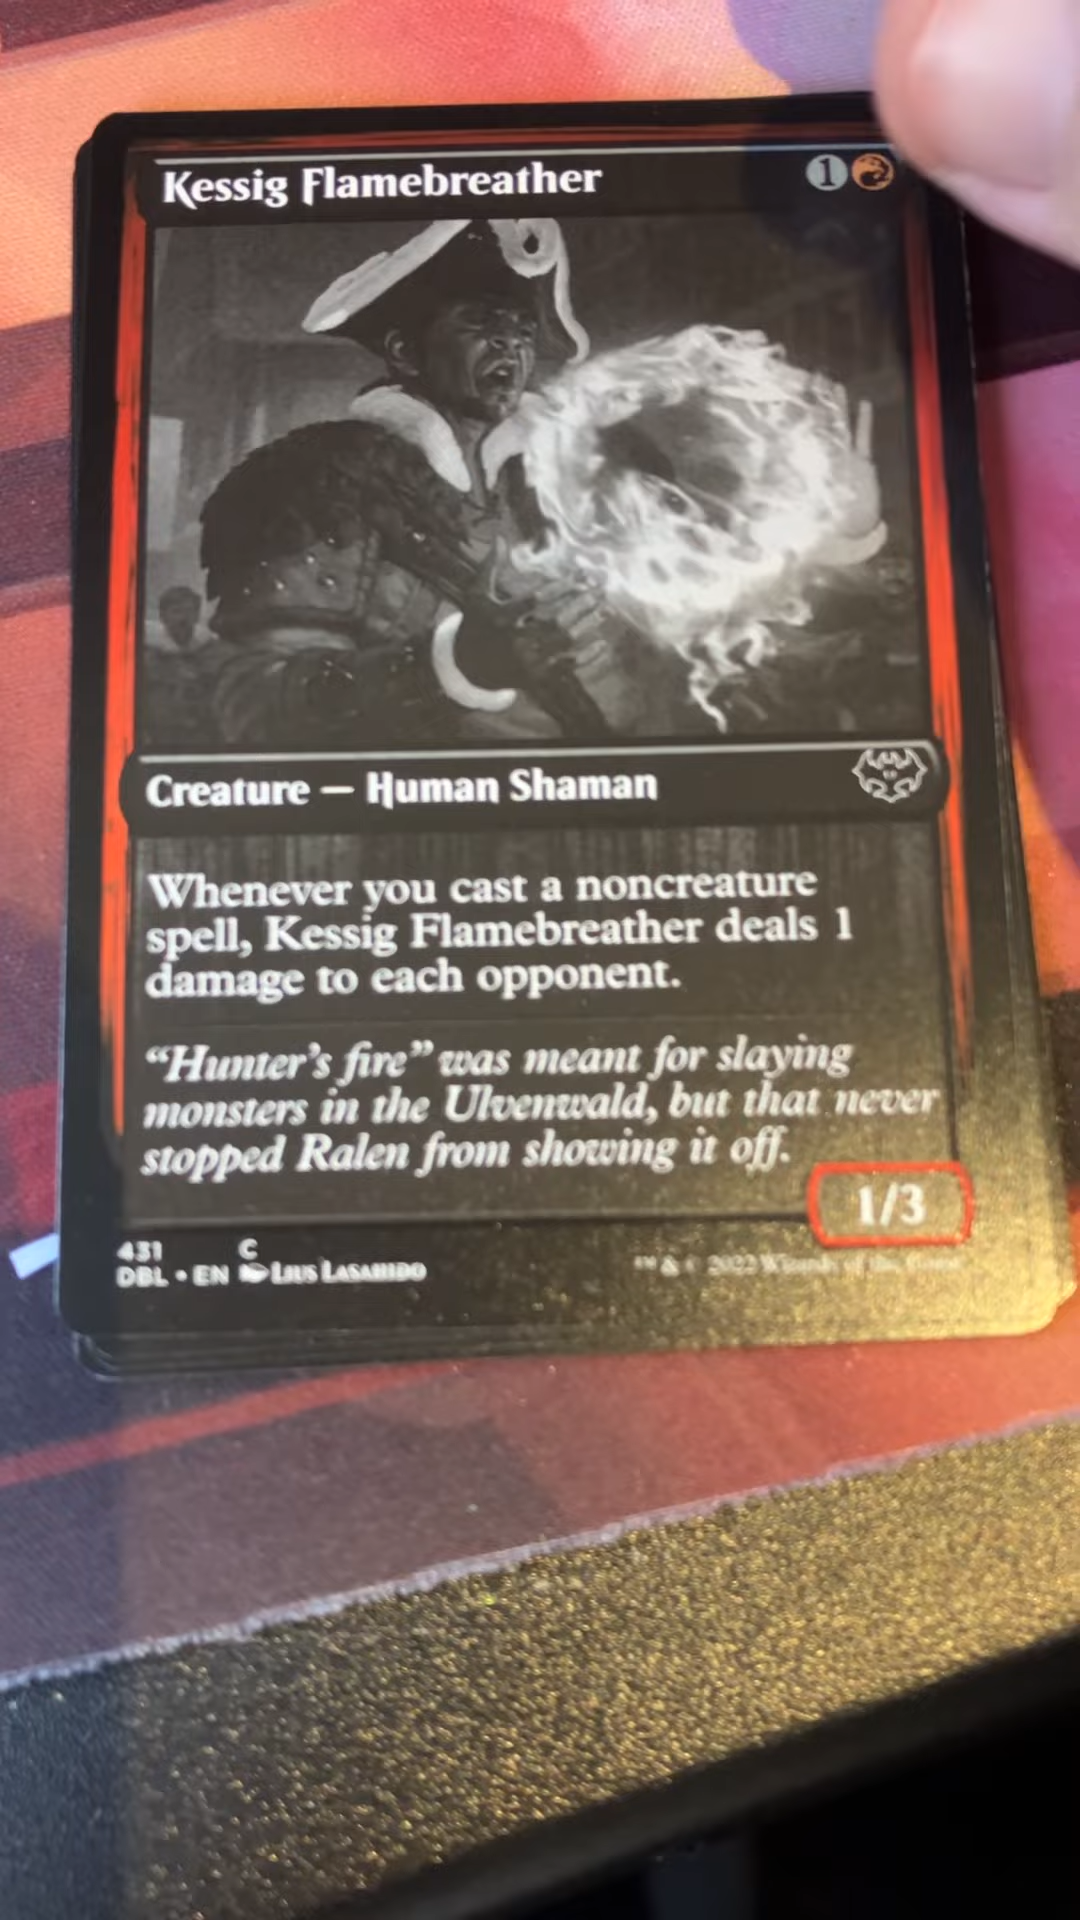 Kessig Flamebreather 1
Creature — Human Shaman
Whenever you cast a noncreature
spell, Kessig Flamebreather deals 1
damage to each opponent.
“Hunter’s fire” was meant for slaying
monsters in the Ulvenwald, but that never
stopped Ralen from showing it off.
1/3
431 C
DBL • EN Lius Lasahido
™ & © 2022 Wizards of the Coast